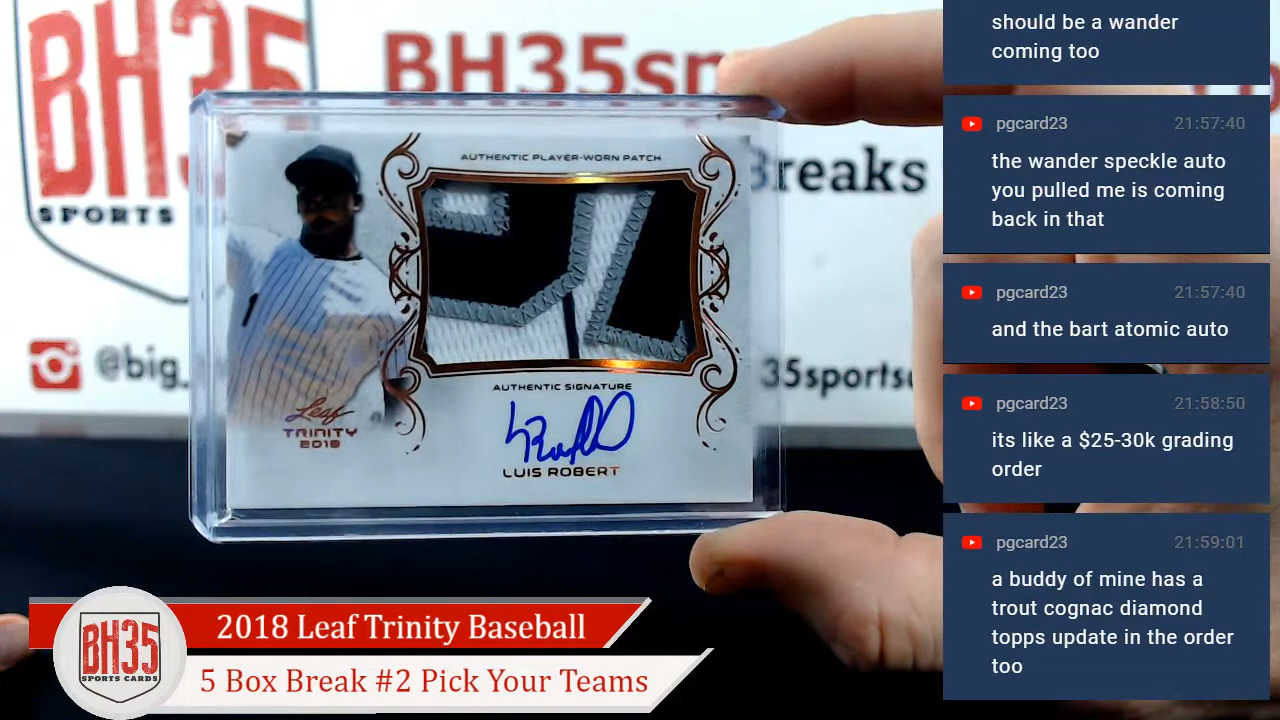 BH35
SPORTS
BH35sp
Breaks
@big_
35sports
AUTHENTIC PLAYER-WORN PATCH
1
Leaf
TRINITY
2018
AUTHENTIC SIGNATURE
LUIS ROBERT
2018 Leaf Trinity Baseball
5 Box Break #2 Pick Your Teams
BH35
SPORTS CARDS
should be a wander
coming too
pgcard23 21:57:40
the wander speckle auto
you pulled me is coming
back in that
pgcard23 21:57:40
and the bart atomic auto
pgcard23 21:58:50
its like a $25-30k grading
order
pgcard23 21:59:01
a buddy of mine has a
trout cognac diamond
topps update in the order
too